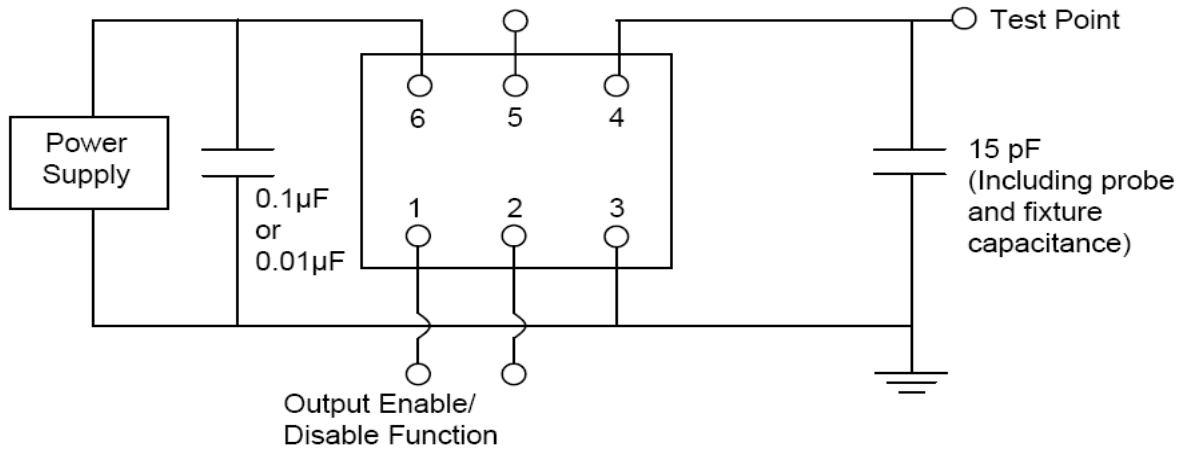 Test Point
6
5
4
Power
Supply
0.1µF
or
0.01µF
1
2
3
15 pF
(Including probe
and fixture
capacitance)
Output Enable/
Disable Function